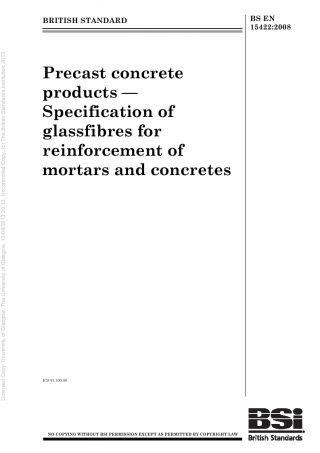 BRITISH STANDARD
BS EN
15422:2008
Precast concrete
products —
Specification of
glassfibres for
reinforcement of
mortars and concretes
Licensed Copy: University of Glasgow, The University of Glasgow, 13/09/2013 20:13, Uncontrolled Copy, (c) The British Standards Institution 2013
ICS 91.100.30
NO COPYING WITHOUT BSI PERMISSION EXCEPT AS PERMITTED BY COPYRIGHT LAW
BSi
British Standards